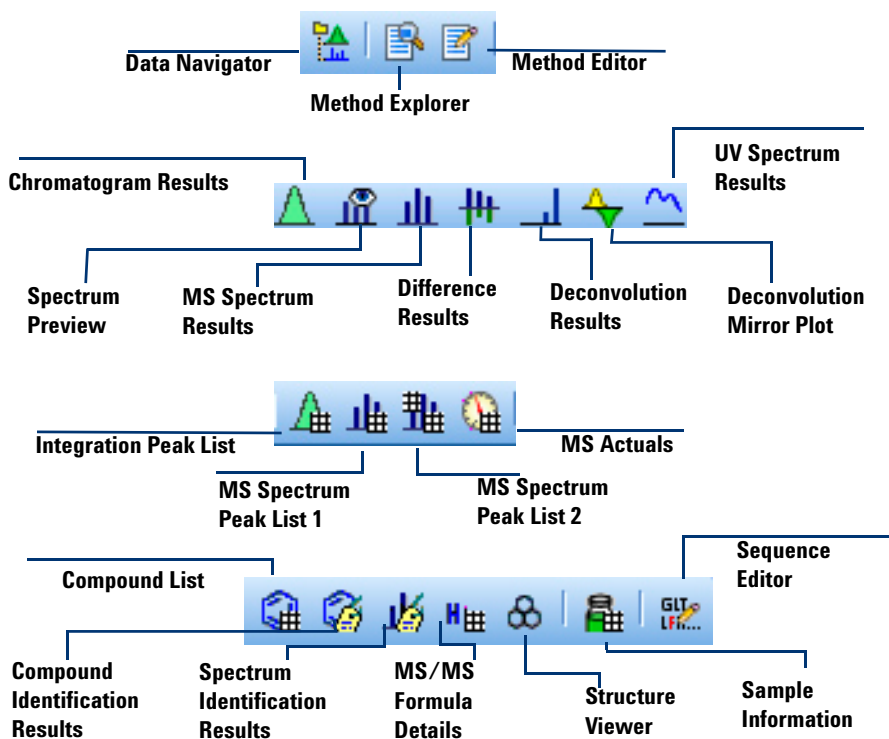 Data Navigator
Method Editor
Method Explorer
UV Spectrum
Results
Chromatogram Results
Spectrum
Preview
MS Spectrum
Results
Difference
Results
Deconvolution
Results
Deconvolution
Mirror Plot
Integration Peak List
MS Actuals
MS Spectrum
Peak List 1
MS Spectrum
Peak List 2
Compound List
Sequence
Editor
H
GLT
LFN...
Compound
Identification
Results
Spectrum
Identification
Results
MS/MS
Formula
Details
Structure
Viewer
Sample
Information